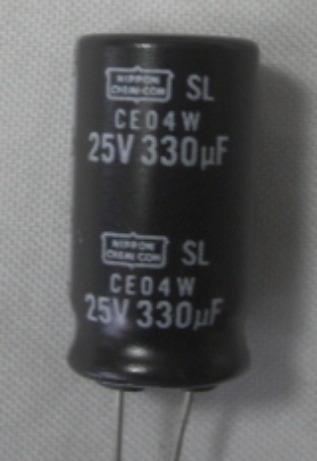 NIPPON SL
CHEMI-CON
CE04W
25V 330µF
NIPPON SL
CHEMI-CON
CE04W
25V 330µF